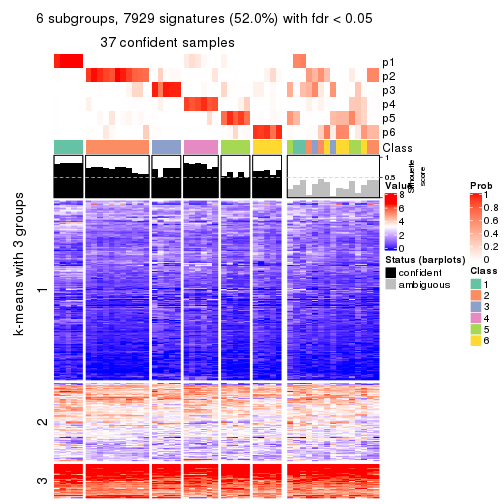 6 subgroups, 7929 signatures (52.0%) with fdr < 0.05
37 confident samples
p1
p2
p3
p4
p5
p6
Class
1
0.5
0
Silhouette
score
k-means with 3 groups
1
2
3
Value
8
6
4
2
0
Status (barplots)
confident
ambiguous
Prob
1
0.8
0.6
0.4
0.2
0
Class
1
2
3
4
5
6